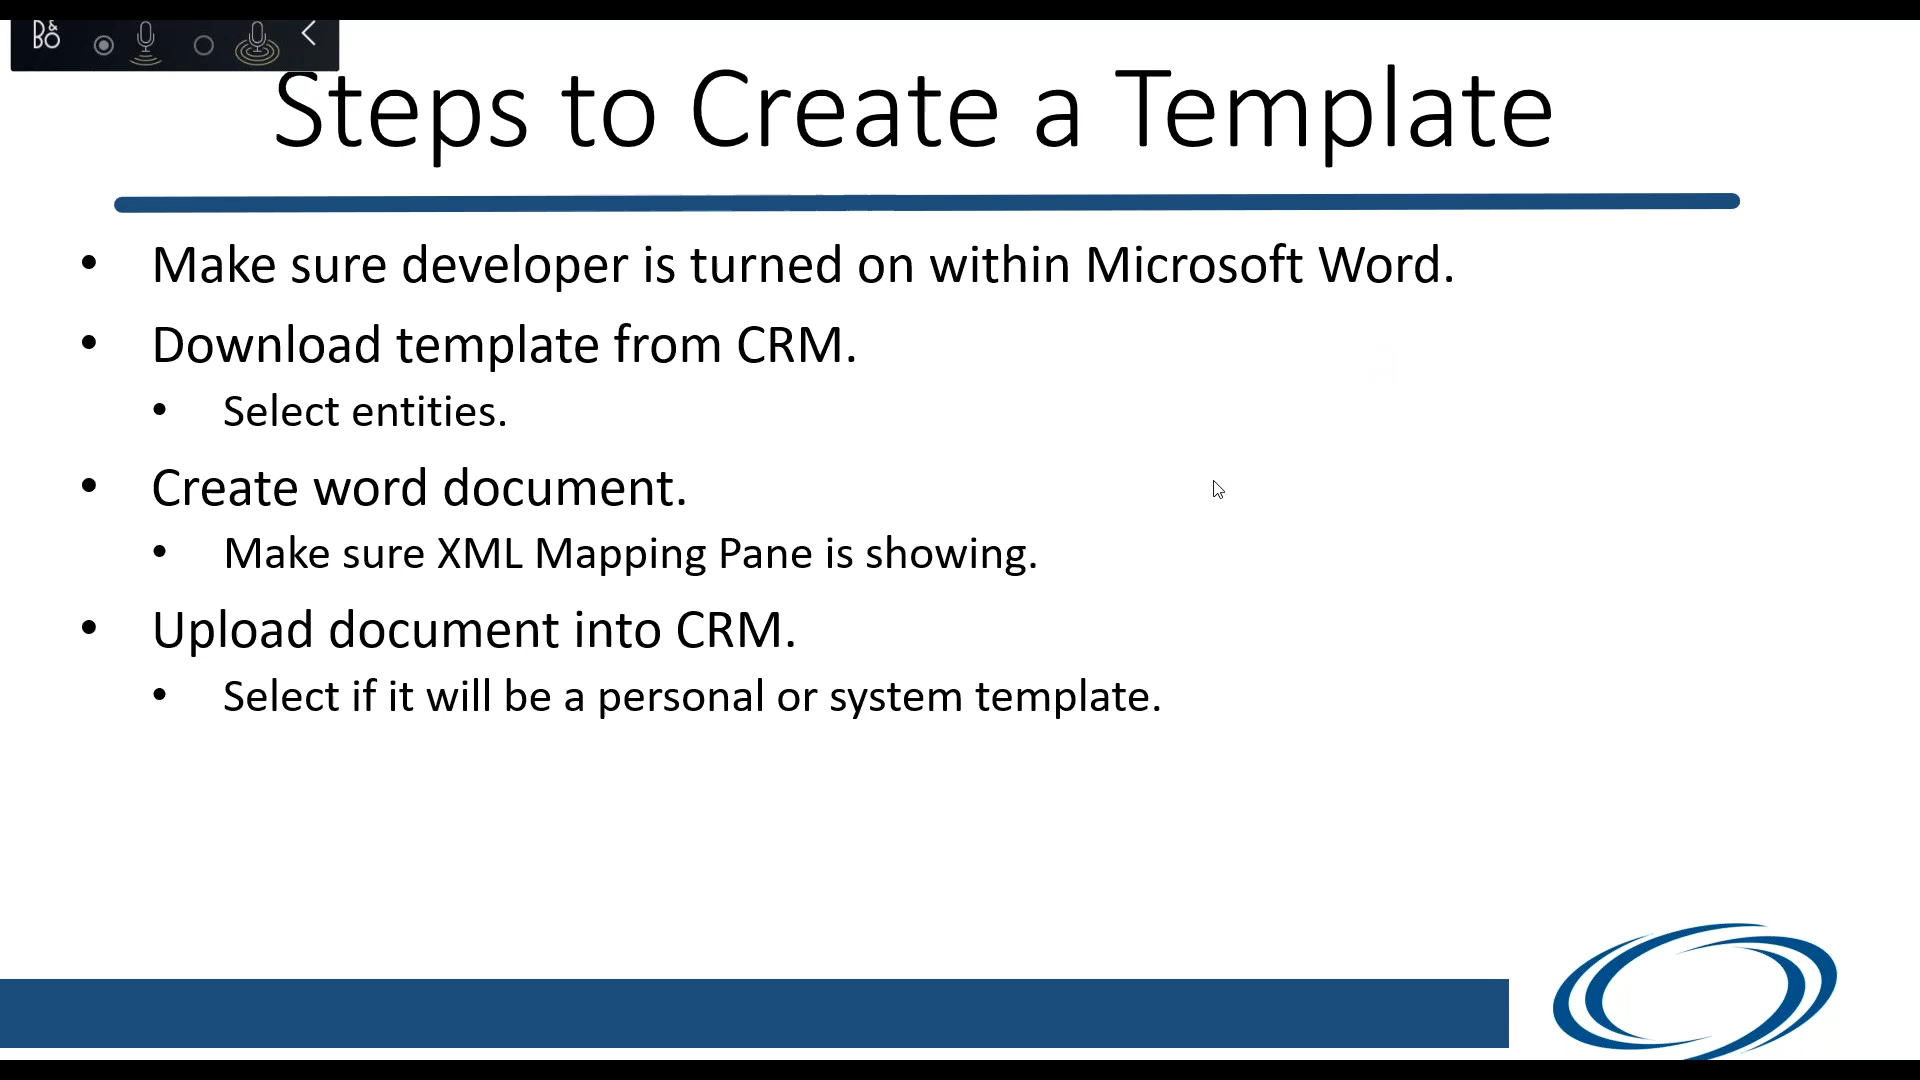 B&O
Steps to Create a Template
• Make sure developer is turned on within Microsoft Word.
• Download template from CRM.
• Select entities.
• Create word document.
• Make sure XML Mapping Pane is showing.
• Upload document into CRM.
• Select if it will be a personal or system template.